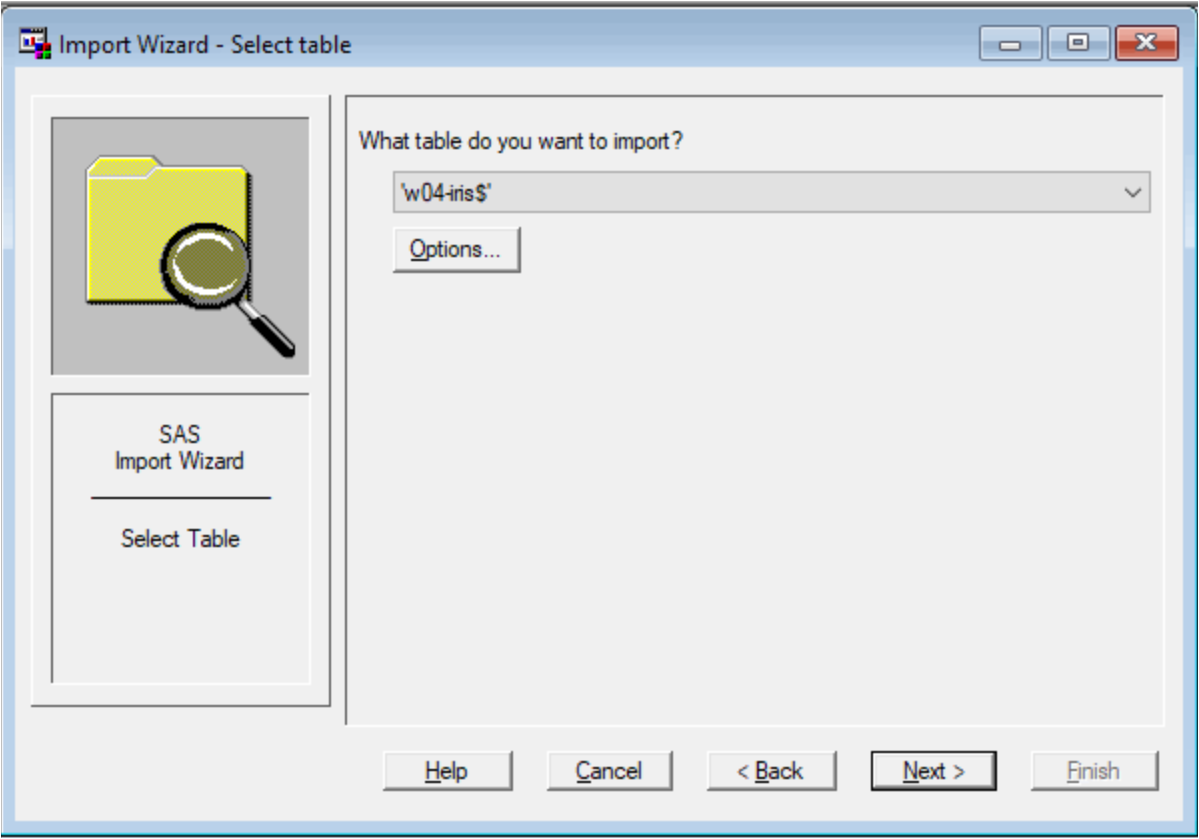 Import Wizard - Select table
What table do you want to import?
'w04-iris$'
Options...
SAS
Import Wizard
Select Table
Help
Cancel
< Back
Next >
Finish